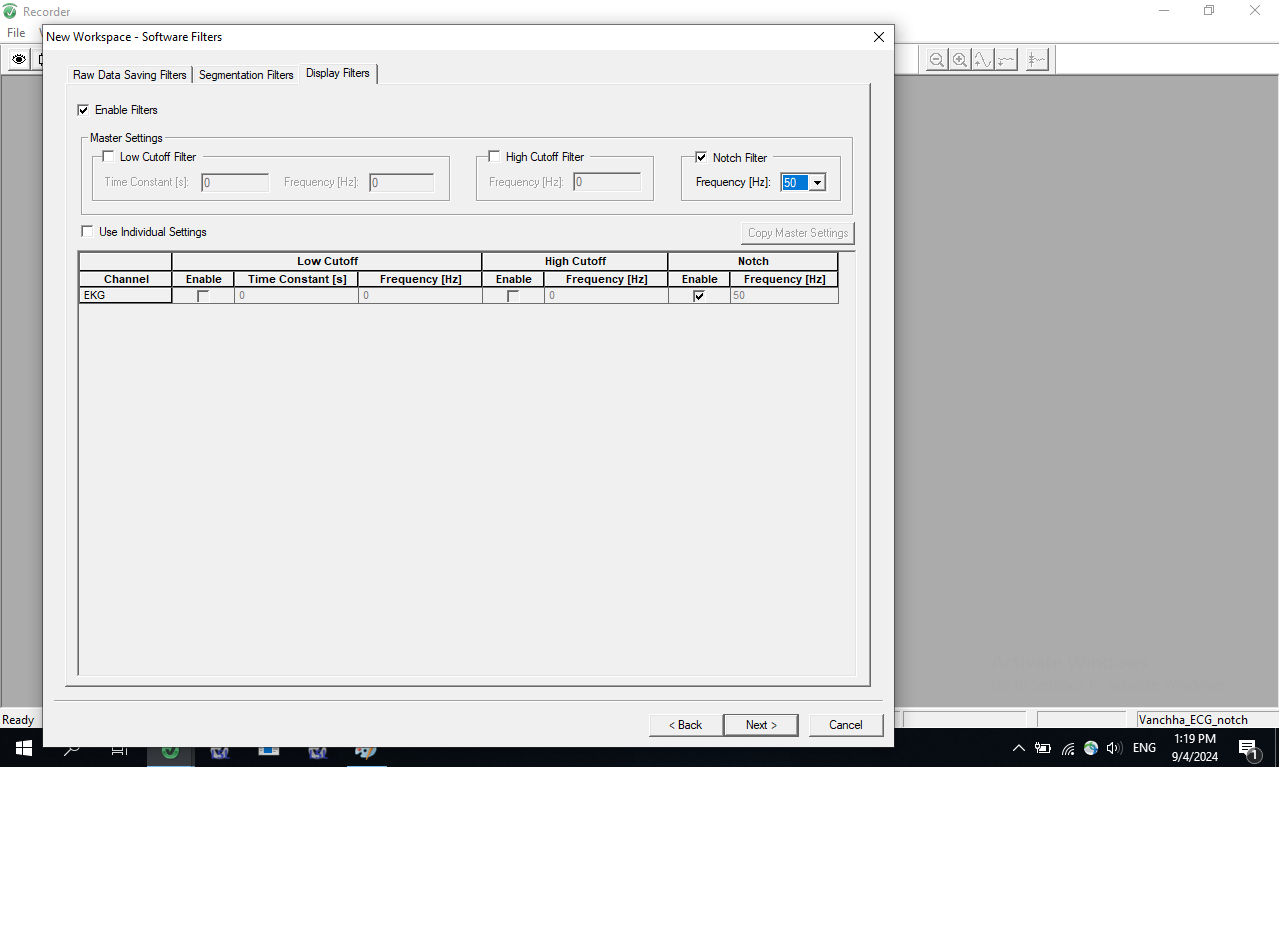 Recorder
File
New Workspace - Software Filters
Raw Data Saving Filters Segmentation Filters Display Filters
Enable Filters
Master Settings
Low Cutoff Filter High Cutoff Filter Notch Filter
Time Constant [s]: 0 Frequency [Hz]: 0 Frequency [Hz]: 0 Frequency [Hz]: 50
Use Individual Settings Copy Master Settings
Low Cutoff High Cutoff Notch
Channel Enable Time Constant [s] Frequency [Hz] Enable Frequency [Hz] Enable Frequency [Hz]
EKG 0 0 0 50
< Back Next > Cancel
Ready Vanchha_ECG_notch
ENG 1:19 PM
9/4/2024 1